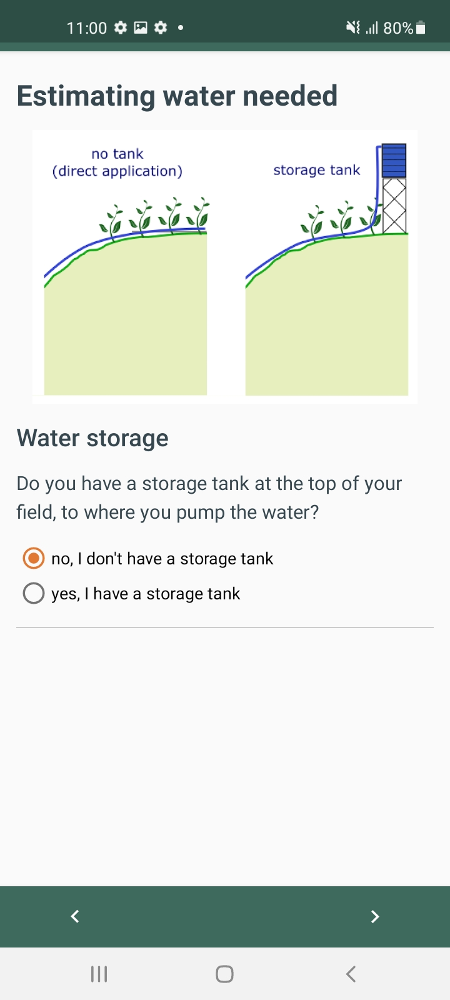 11:00
80%
Estimating water needed
no tank
(direct application)
storage tank
Water storage
Do you have a storage tank at the top of your
field, to where you pump the water?
no, I don't have a storage tank
yes, I have a storage tank